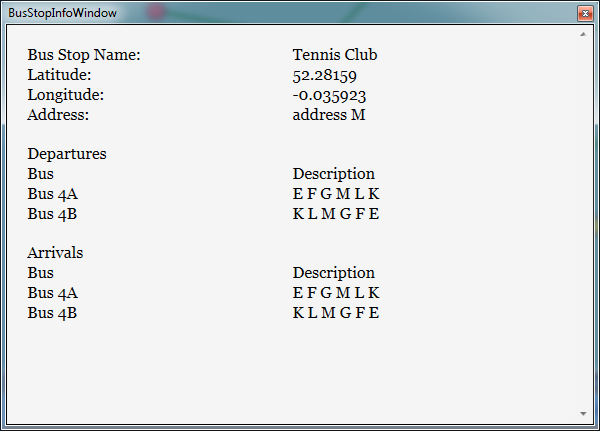 BusStopInfoWindow
Bus Stop Name: Tennis Club
Latitude: 52.28159
Longitude: -0.035923
Address: address M
Departures
Bus Description
Bus 4A E F G M L K
Bus 4B K L M G F E
Arrivals
Bus Description
Bus 4A E F G M L K
Bus 4B K L M G F E